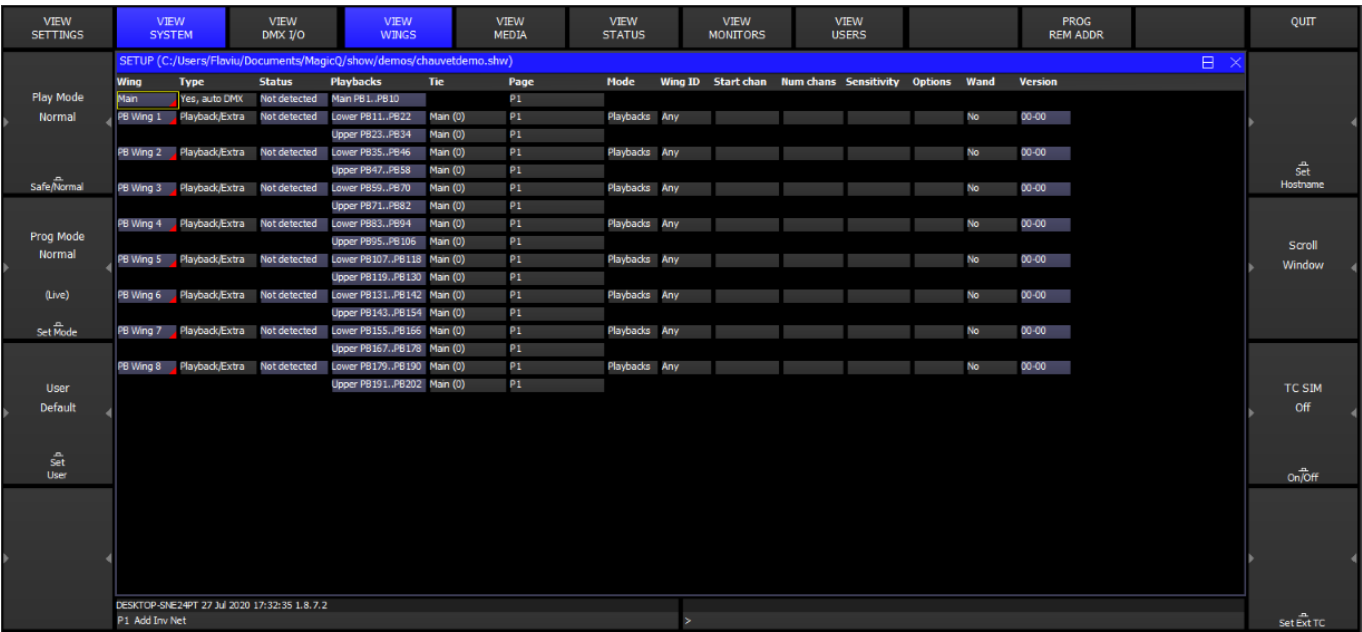 VIEW SETTINGS VIEW SYSTEM VIEW DMX I/O VIEW WINGS VIEW MEDIA VIEW STATUS VIEW MONITORS VIEW USERS PROG REM ADDR QUIT
SETUP (C:/Users/Flaviu/Documents/MagicQ/show/demos/chauvetdemo.shw)
Wing Type Status Playbacks Tie Page Mode Wing ID Start chan Num chans Sensitivity Options Wand Version
Main Yes, auto DMX Not detected Main PB1..PB10 P1
PB Wing 1 Playback/Extra Not detected Lower PB11..PB22 Main (0) P1 Playbacks Any No 00-00
Upper PB23..PB34 Main (0) P1
PB Wing 2 Playback/Extra Not detected Lower PB35..PB46 Main (0) P1 Playbacks Any No 00-00
Upper PB47..PB58 Main (0) P1
PB Wing 3 Playback/Extra Not detected Lower PB59..PB70 Main (0) P1 Playbacks Any No 00-00
Upper PB71..PB82 Main (0) P1
PB Wing 4 Playback/Extra Not detected Lower PB83..PB94 Main (0) P1 Playbacks Any No 00-00
Upper PB95..PB106 Main (0) P1
PB Wing 5 Playback/Extra Not detected Lower PB107..PB118 Main (0) P1 Playbacks Any No 00-00
Upper PB119..PB130 Main (0) P1
PB Wing 6 Playback/Extra Not detected Lower PB131..PB142 Main (0) P1 Playbacks Any No 00-00
Upper PB143..PB154 Main (0) P1
PB Wing 7 Playback/Extra Not detected Lower PB155..PB166 Main (0) P1 Playbacks Any No 00-00
Upper PB167..PB178 Main (0) P1
PB Wing 8 Playback/Extra Not detected Lower PB179..PB190 Main (0) P1 Playbacks Any No 00-00
Upper PB191..PB202 Main (0) P1
Play Mode
Normal
Safe/Normal
Prog Mode
Normal
(Live)
Set Mode
User
Default
Set
User
Set
Hostname
Scroll
Window
TC SIM
Off
On/Off
Set Ext TC
DESKTOP-SNE24PT 27 Jul 2020 17:32:35 1.8.7.2
P1 Add Inv Net >